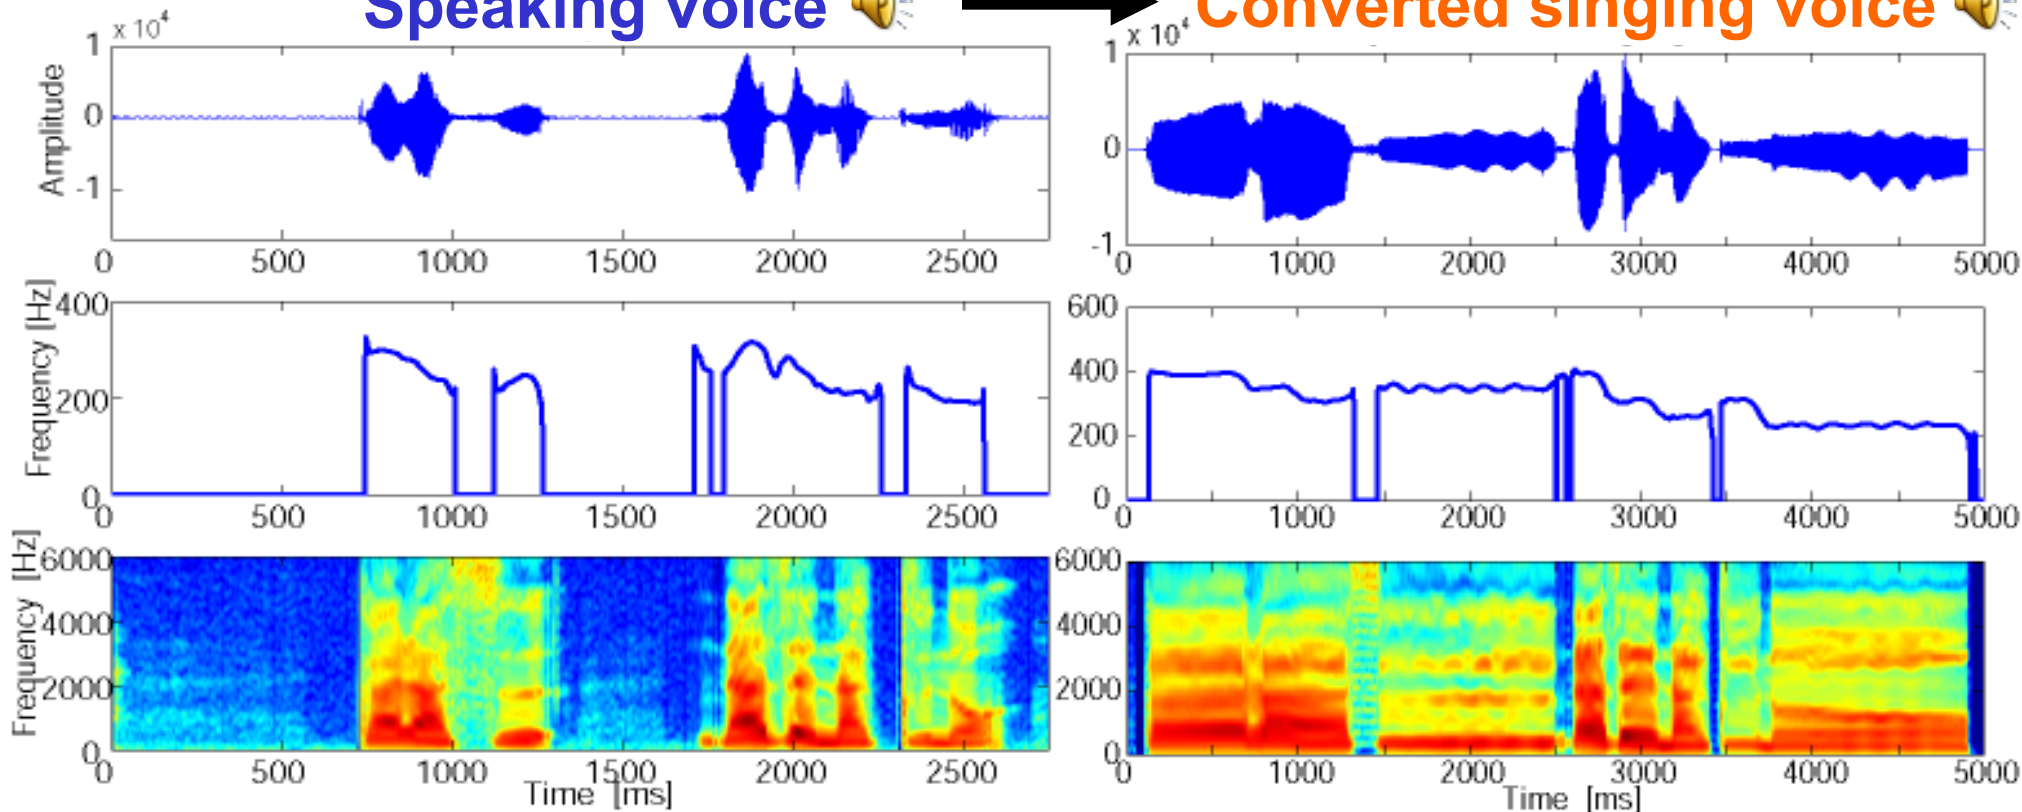 Speaking voice
Converted singing voice
x 10⁴
1
0
-1
Amplitude
0 500 1000 1500 2000 2500
x 10⁴
1
0
-1
0 1000 2000 3000 4000 5000
400
200
0
Frequency [Hz]
0 500 1000 1500 2000 2500
600
400
200
0
0 1000 2000 3000 4000 5000
6000
4000
2000
0
Frequency [Hz]
0 500 1000 1500 2000 2500
Time [ms]
6000
4000
2000
0
0 1000 2000 3000 4000 5000
Time [ms]